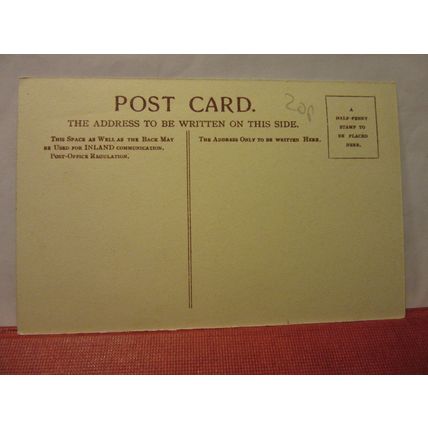 POST CARD.
20p
THE ADDRESS TO BE WRITTEN ON THIS SIDE.
THIS SPACE AS WELL AS THE BACK MAY
BE USED FOR INLAND COMMUNICATION.
POST-OFFICE REGULATION.
THE ADDRESS ONLY TO BE WRITTEN HERE.
A
HALF-PENNY
STAMP TO
BE PLACED
HERE.